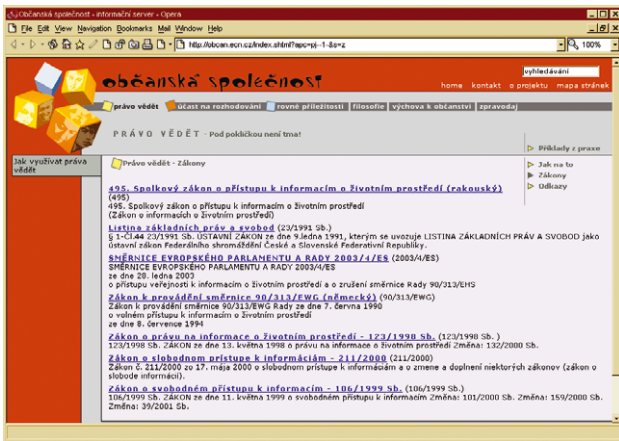 Občanská společnost - informační server - Opera
File Edit View Navigation Bookmarks Mail Window Help
http://obcan.ecn.cz/index.shtml?apc=pj--1-&s=z
100%
občanská společnost
vyhledávání
home kontakt o projektu mapa stránek
právo vědět účast na rozhodování rovné příležitosti filosofie výchova k občanství zpravodaj
PRÁVO VĚDĚT - Pod pokličkou není tma!
Příklady z praxe
Jak na to
Zákony
Odkazy
Jak využívat práva vědět
Právo vědět - Zákony
495. Spolkový zákon o přístupu k informacím o životním prostředí (rakouský)
(495)
495. Spolkový zákon o přístupu k informacím o životním prostředí
(Zákon o informacích o životním prostředí)
Listina základních práv a svobod (23/1991 Sb.)
§ 1-Čl.44 23/1991 Sb. ÚSTAVNÍ ZÁKON ze dne 9.ledna 1991, kterým se uvozuje LISTINA ZÁKLADNÍCH PRÁV A SVOBOD jako
ústavní zákon Federálního shromáždění České a Slovenské Federativní Republiky.
SMĚRNICE EVROPSKÉHO PARLAMENTU A RADY 2003/4/ES (2003/4/ES)
SMĚRNICE EVROPSKÉHO PARLAMENTU A RADY 2003/4/ES
ze dne 28. ledna 2003
o přístupu veřejnosti k informacím o životním prostředí a o zrušení směrnice Rady 90/313/EHS
Zákon k provádění směrnice 90/313/EWG (německý) (90/313/EWG)
Zákon k provádění směrnice 90/313/EWG Rady ze dne 7. června 1990
o volném přístupu k informacím o životním prostředí
ze dne 8. července 1994
Zákon o právu na informace o životním prostředí - 123/1998 Sb. (123/1998 Sb. )
123/1998 Sb. ZÁKON ze dne 13. května 1998 o právu na informace o životním prostředí Změna: 132/2000 Sb.
Zákon o slobodnom prístupe k informáciám - 211/2000 (211/2000)
Zákon č. 211/2000 zo 17. mája 2000 o slobodnom prístupe k informáciám a o zmene a doplnení niektorých zákonov (zákon o
slobode informácií).
Zákon o svobodném přístupu k informacím - 106/1999 Sb. (106/1999 Sb.)
106/1999 Sb. ZÁKON ze dne 11. května 1999 o svobodném přístupu k informacím Změna: 101/2000 Sb. Změna: 159/2000 Sb.
Změna: 39/2001 Sb.